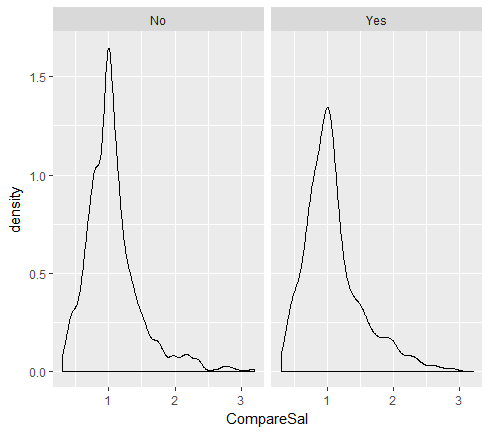 No Yes
1.5
1.0
0.5
0.0
density
1 2 3 1 2 3
CompareSal